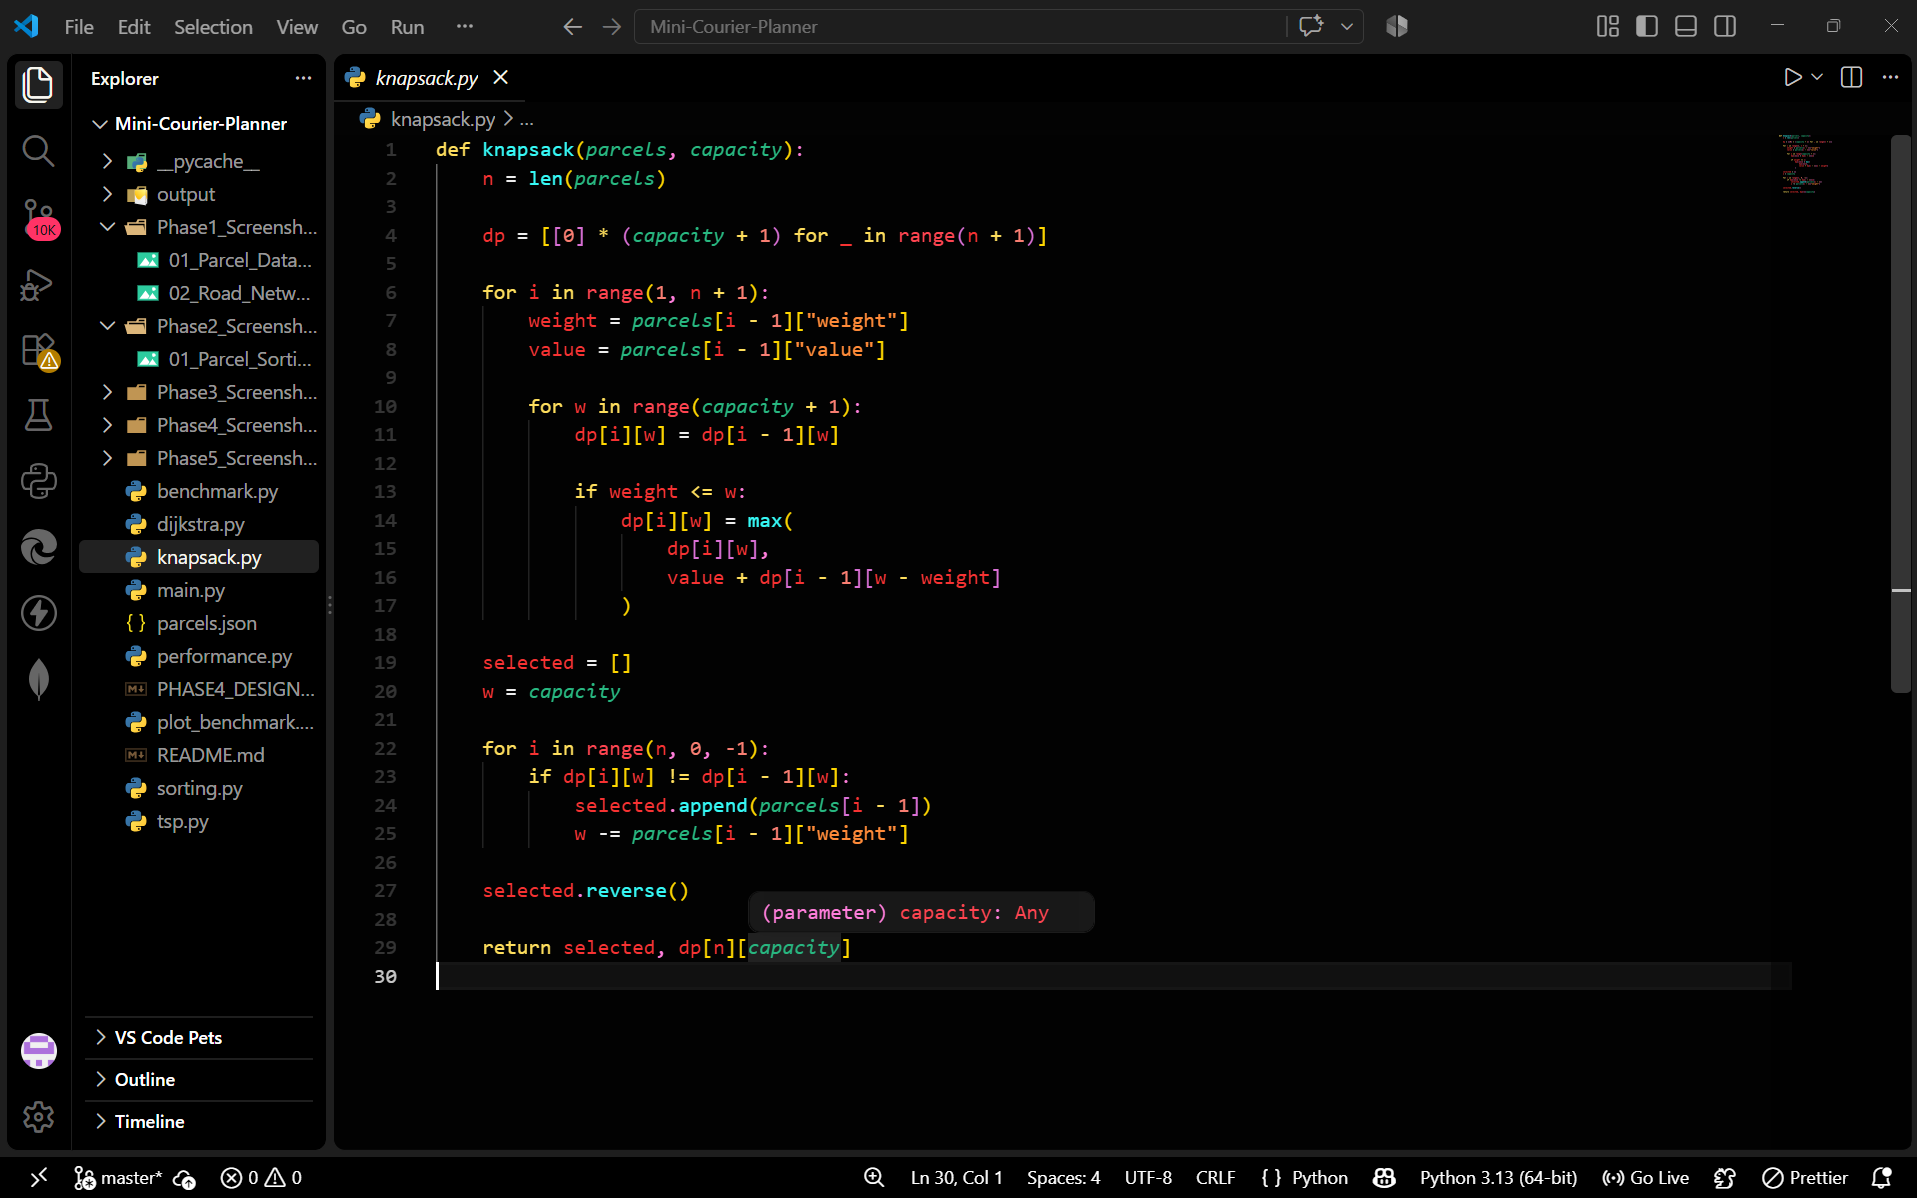 File Edit Selection View Go Run ···
Mini-Courier-Planner
Explorer ···
Mini-Courier-Planner
__pycache__
output
Phase1_Screensh...
01_Parcel_Data...
02_Road_Netw...
Phase2_Screensh...
01_Parcel_Sorti...
Phase3_Screensh...
Phase4_Screensh...
Phase5_Screensh...
benchmark.py
dijkstra.py
knapsack.py
main.py
{} parcels.json
performance.py
PHASE4_DESIGN...
plot_benchmark....
README.md
sorting.py
tsp.py
VS Code Pets
Outline
Timeline
10K
knapsack.py
knapsack.py > ...
1 def knapsack(parcels, capacity):
2     n = len(parcels)
3
4     dp = [[0] * (capacity + 1) for _ in range(n + 1)]
5
6     for i in range(1, n + 1):
7         weight = parcels[i - 1]["weight"]
8         value = parcels[i - 1]["value"]
9
10         for w in range(capacity + 1):
11             dp[i][w] = dp[i - 1][w]
12
13             if weight <= w:
14                 dp[i][w] = max(
15                     dp[i][w],
16                     value + dp[i - 1][w - weight]
17                 )
18
19     selected = []
20     w = capacity
21
22     for i in range(n, 0, -1):
23         if dp[i][w] != dp[i - 1][w]:
24             selected.append(parcels[i - 1])
25             w -= parcels[i - 1]["weight"]
26
27     selected.reverse()
(parameter) capacity: Any
28
29     return selected, dp[n][capacity]
30
master* 0 0 Ln 30, Col 1 Spaces: 4 UTF-8 CRLF {} Python Python 3.13 (64-bit) Go Live Prettier